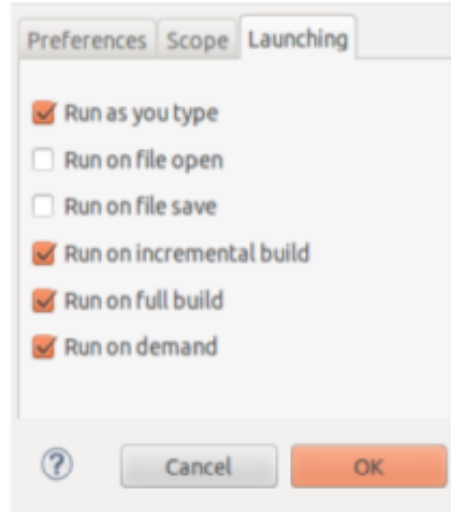 Preferences Scope Launching
Run as you type
Run on file open
Run on file save
Run on incremental build
Run on full build
Run on demand
? Cancel OK